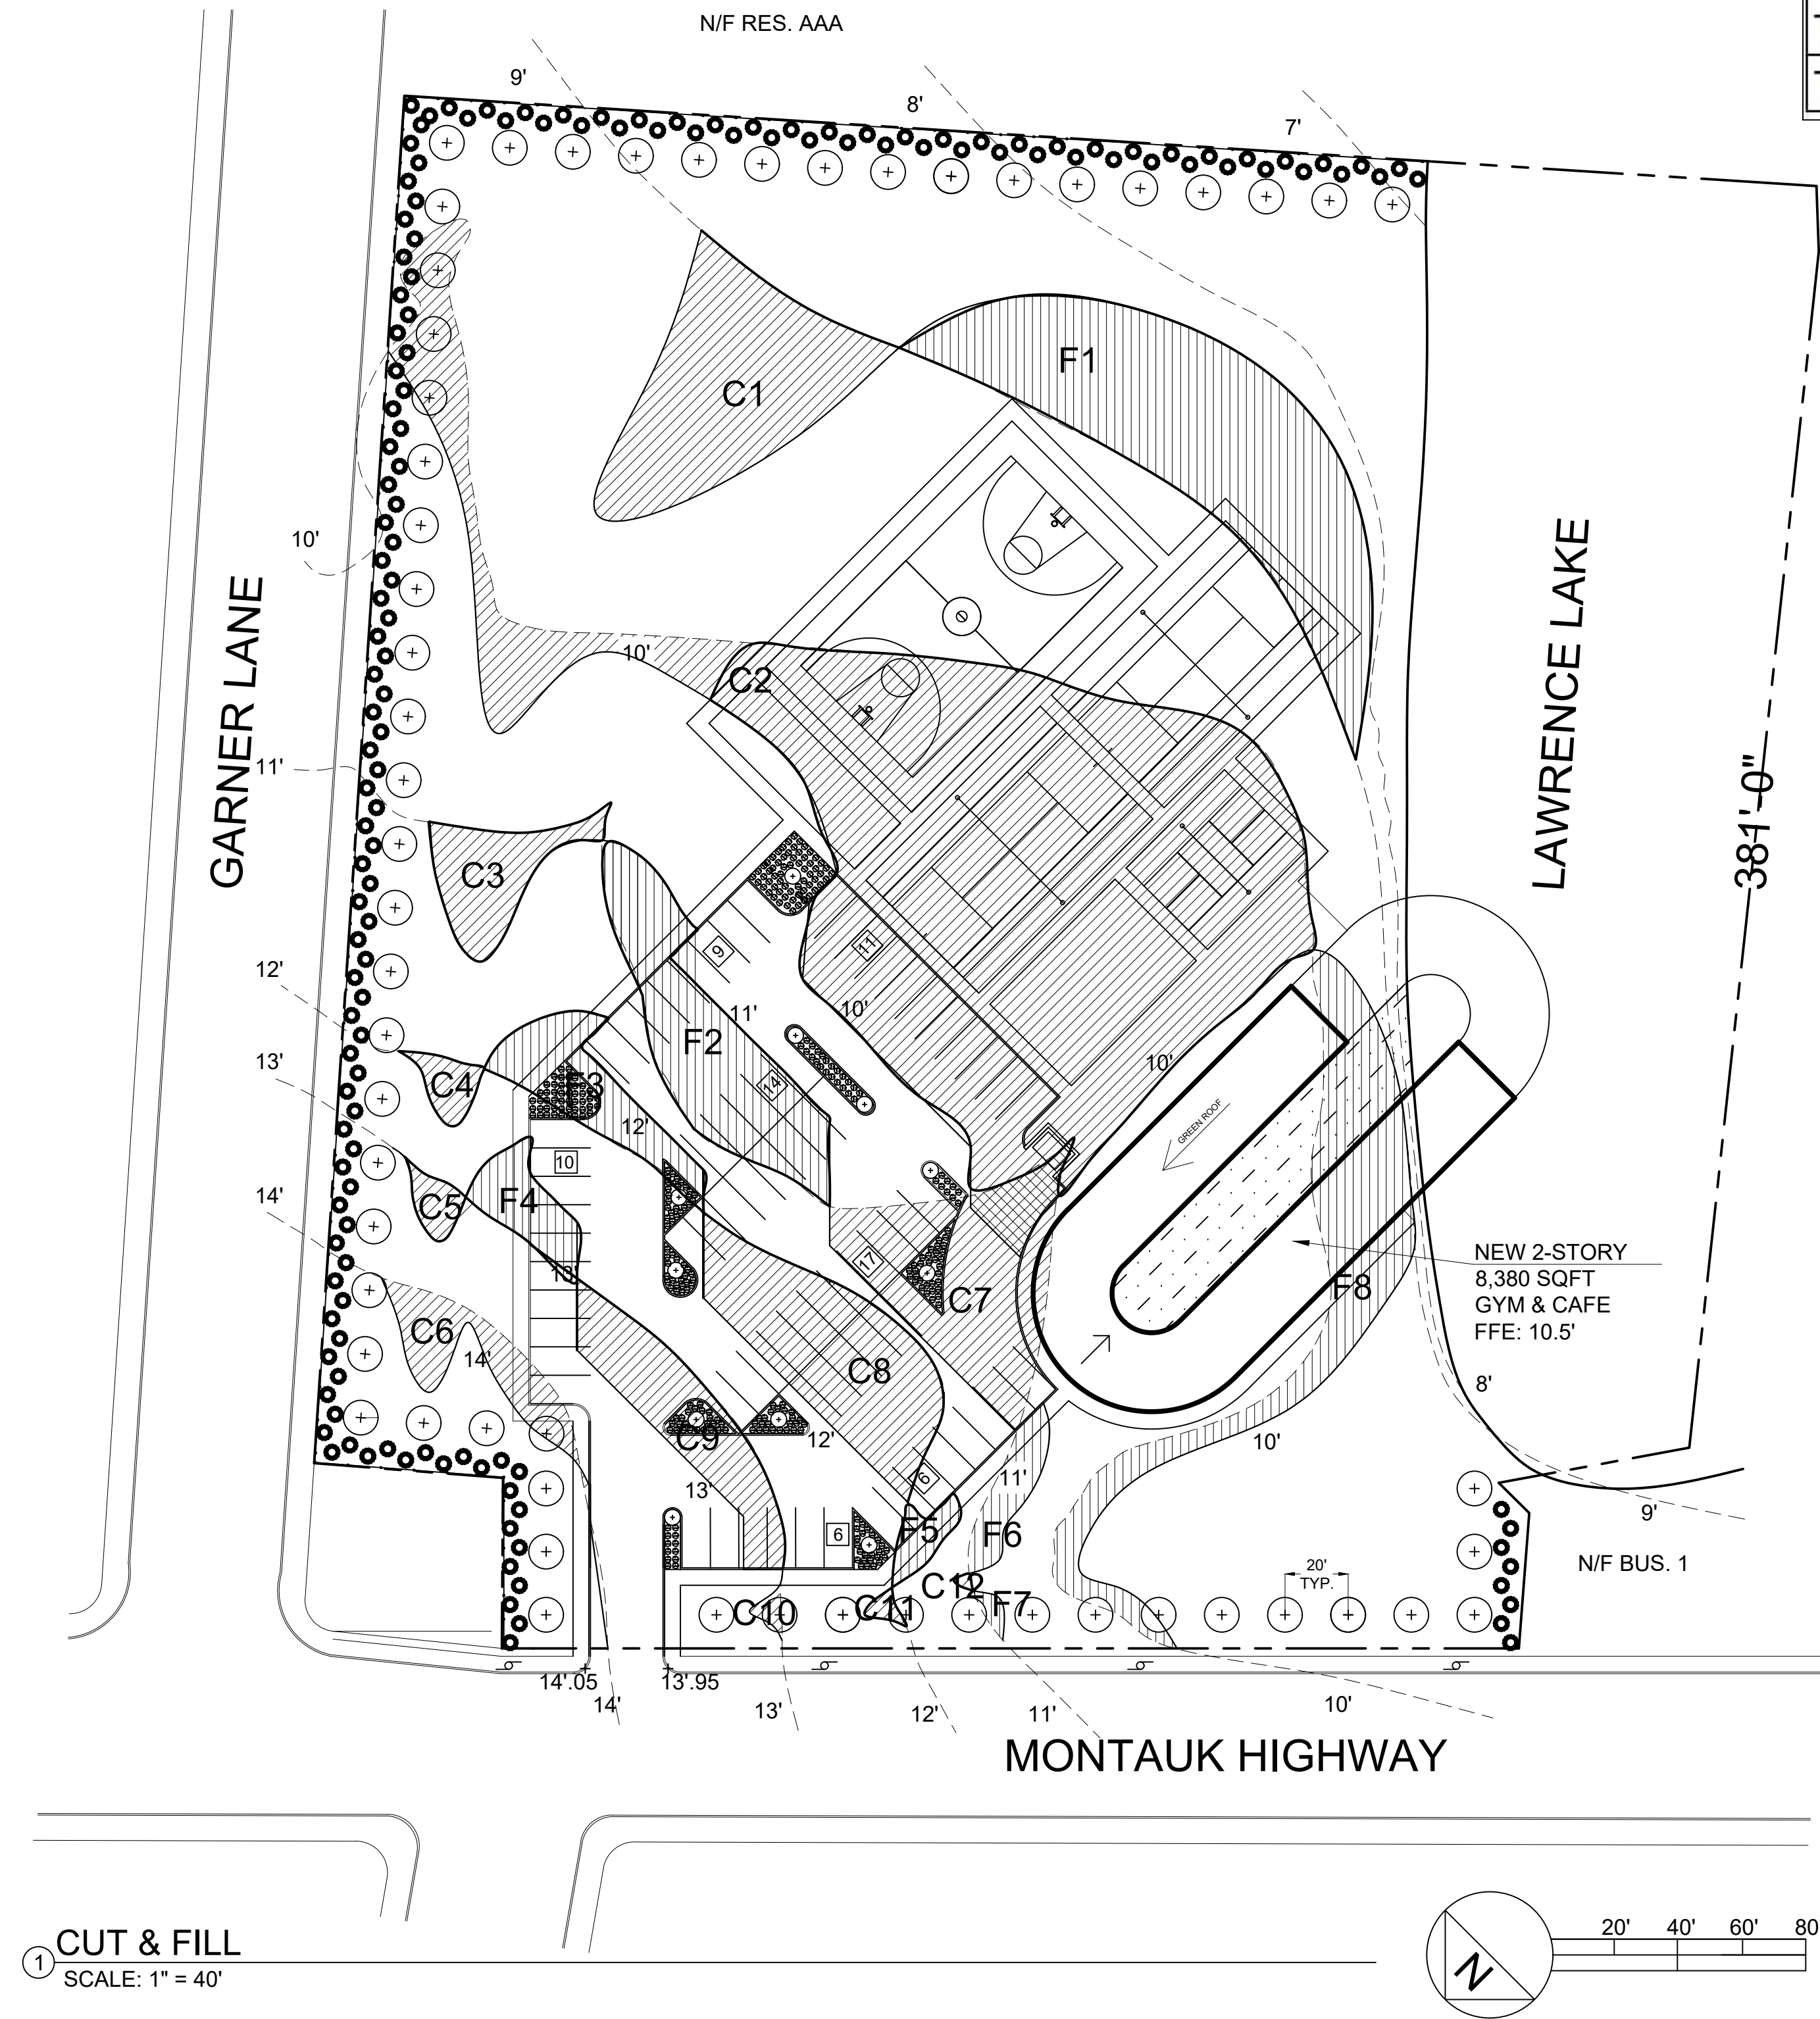 N/F RES. AAA
9'
8'
7'
C1
F1
10'
GARNER LANE
LAWRENCE LAKE
381'-0"
10'
C2
11'
C3
9
11
12'
11'
10'
F2
13'
C4
F3
14
10'
GREEN ROOF
12'
10
14'
C5
F4
17
13'
C7
F8
NEW 2-STORY
8,380 SQFT
GYM & CAFE
FFE: 10.5'
C6
14'
C8
8'
C9
12'
10'
13'
6
11'
9'
6
F5
F6
N/F BUS. 1
20'
TYP.
C10
C11
C12
F7
14'.05
13'.95
14'
13'
12'
11'
10'
MONTAUK HIGHWAY
1
CUT & FILL
SCALE: 1" = 40'
N
20' 40' 60' 80